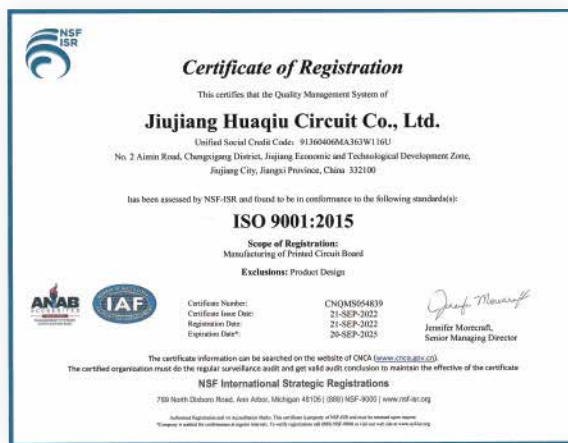 NSF
ISR
Certificate of Registration
This certifies that the Quality Management System of
Jiujiang Huaqiu Circuit Co., Ltd.
Unified Social Credit Code: 91360406MA363W116U
No. 2 Aimin Road, Chengxigang District, Jiujiang Economic and Technological Development Zone,
Jiujiang City, Jiangxi Province, China 332100
has been assessed by NSF-ISR and found to be in conformance to the following standards(s):
ISO 9001:2015
Scope of Registration:
Manufacturing of Printed Circuit Board
Exclusions: Product Design
ANAB
ACCREDITED
IAF
Certificate Number: CNQMS054839
Certificate Issue Date: 21-SEP-2022
Registration Date: 21-SEP-2022
Expiration Date*: 20-SEP-2025
Jennifer Morecraft,
Senior Managing Director
The certificate information can be searched on the website of CNCA (www.cnca.gov.cn).
The certified organization must do the regular surveillance audit and get valid audit conclusion to maintain the effective of the certificate
NSF International Strategic Registrations
789 North Dixboro Road, Ann Arbor, Michigan 48105 | (888) NSF-9000 | www.nsf-isr.org